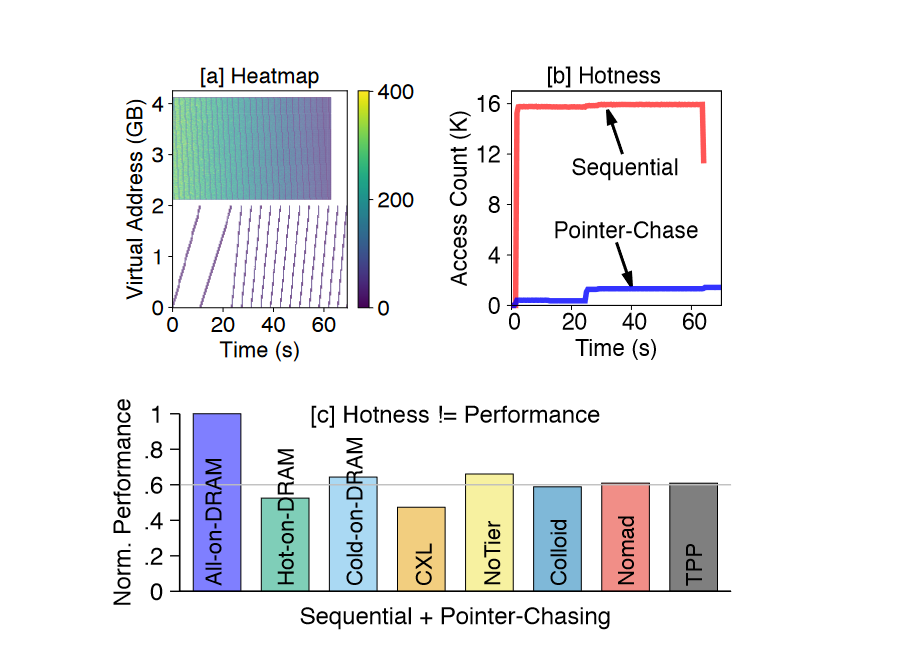 [a] Heatmap
Virtual Address (GB)
4
3
2
1
0
0 20 40 60
Time (s)
400
200
0
[b] Hotness
Access Count (K)
16
12
8
4
0
Sequential
Pointer-Chase
0 20 40 60
Time (s)
[c] Hotness != Performance
Norm. Performance
1
.8
.6
.4
.2
0
All-on-DRAM
Hot-on-DRAM
Cold-on-DRAM
CXL
NoTier
Colloid
Nomad
TPP
Sequential + Pointer-Chasing